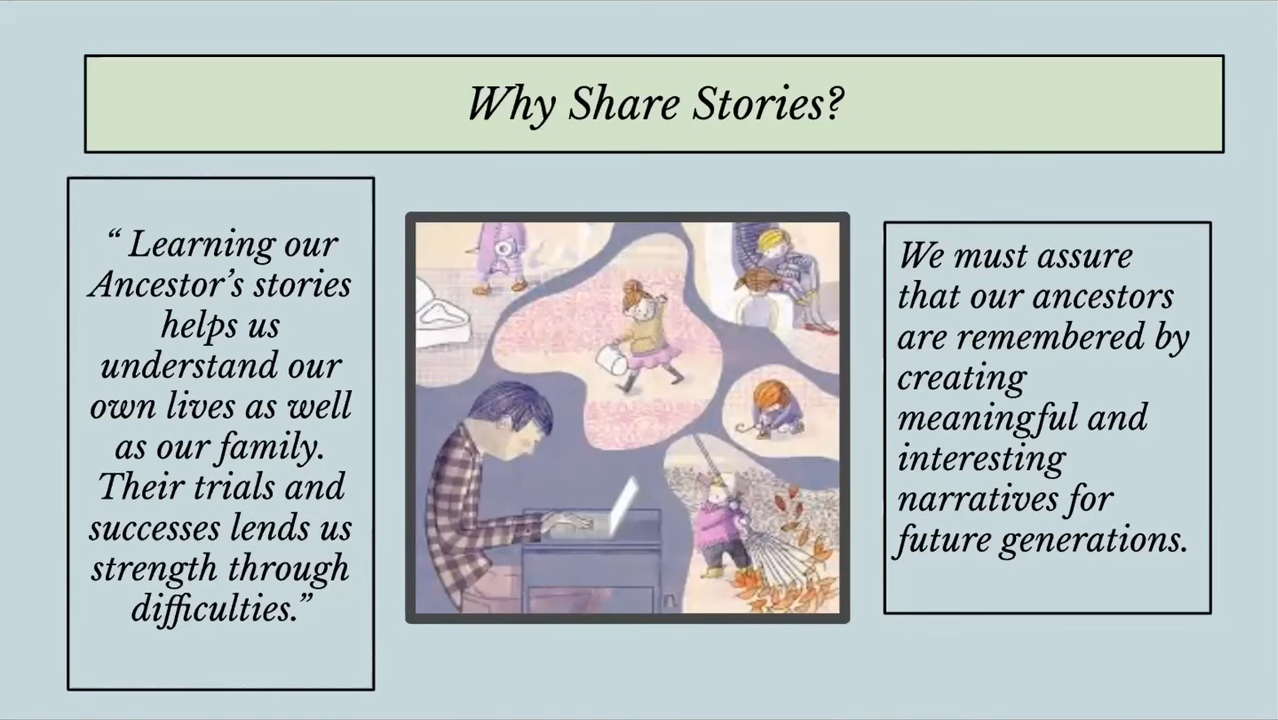 Why Share Stories?
“ Learning our
Ancestor’s stories
helps us
understand our
own lives as well
as our family.
Their trials and
successes lends us
strength through
difficulties.”
We must assure
that our ancestors
are remembered by
creating
meaningful and
interesting
narratives for
future generations.